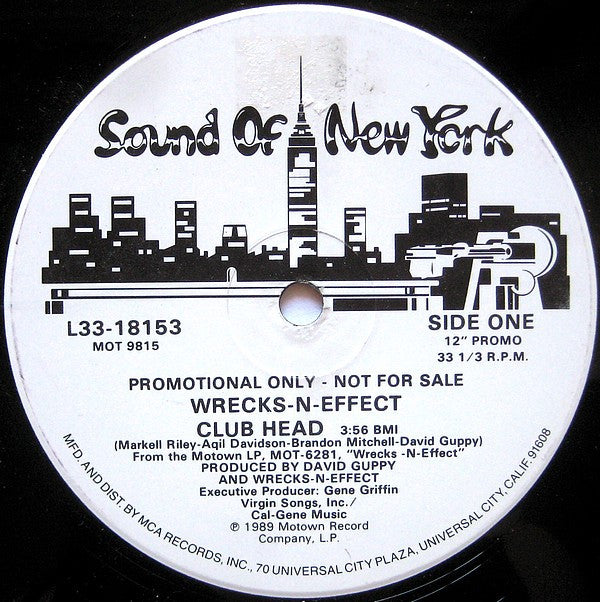 Sound Of New York
L33-18153
MOT 9815
SIDE ONE
12" PROMO
33 1/3 R.P.M.
PROMOTIONAL ONLY - NOT FOR SALE
WRECKS-N-EFFECT
CLUB HEAD 3:56 BMI
(Markell Riley-Aqil Davidson-Brandon Mitchell-David Guppy)
From the Motown LP, MOT-6281, "Wrecks -N-Effect"
PRODUCED BY DAVID GUPPY
AND WRECKS-N-EFFECT
Executive Producer: Gene Griffin
Virgin Songs, Inc./
Cal-Gene Music
℗ 1989 Motown Record
Company, L.P.
MFD. AND DIST. BY MCA RECORDS, INC., 70 UNIVERSAL CITY PLAZA, UNIVERSAL CITY, CALIF. 91608